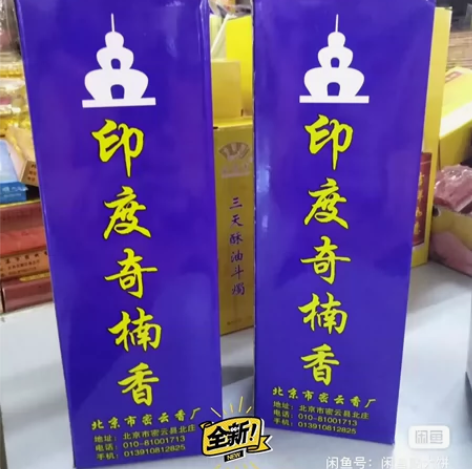 印度奇楠香
北京市密云香厂
地址：北京市密云县北庄
电话：010-81001713
手机：013910812825
三天酥油斗烛
印度奇楠香
北京市密云香厂
地址：北京市密云县北庄
电话：010-81001713
手机：013910812825
全新!
闲鱼
闲鱼号：